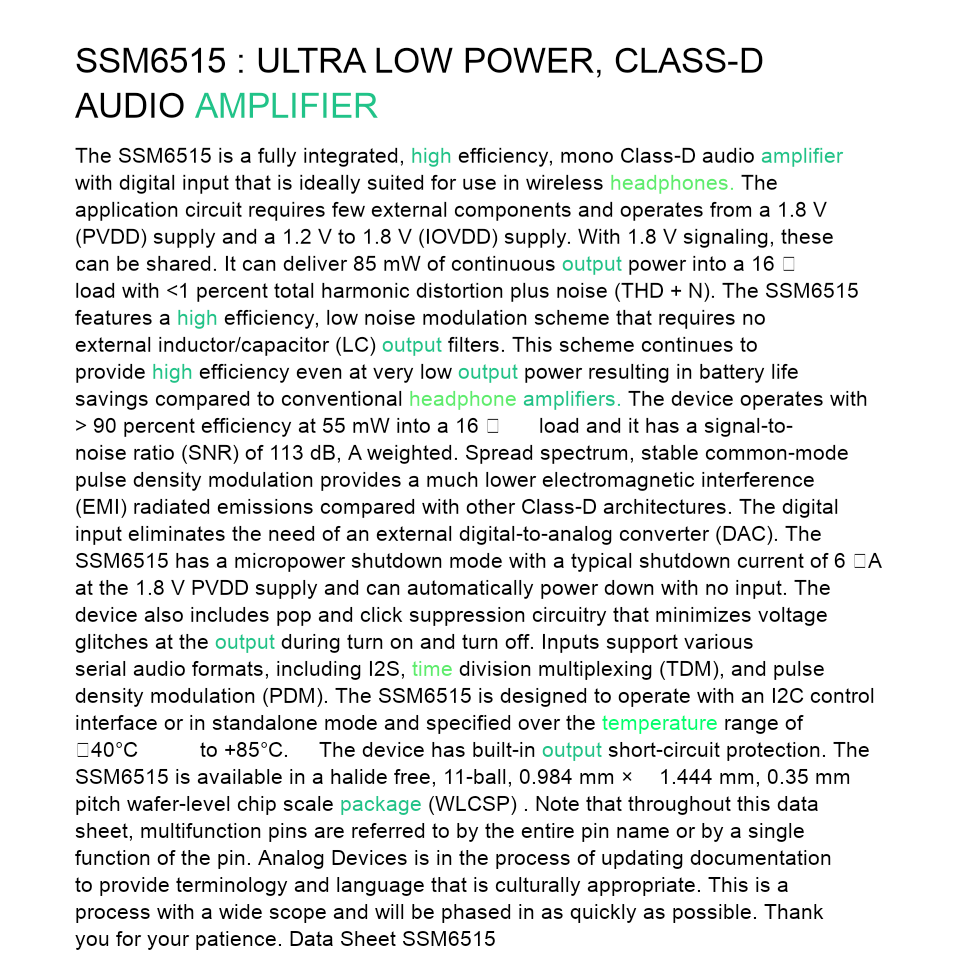 SSM6515 : ULTRA LOW POWER, CLASS-D
AUDIO AMPLIFIER
The SSM6515 is a fully integrated, high efficiency, mono Class-D audio amplifier
with digital input that is ideally suited for use in wireless headphones. The
application circuit requires few external components and operates from a 1.8 V
(PVDD) supply and a 1.2 V to 1.8 V (IOVDD) supply. With 1.8 V signaling, these
can be shared. It can deliver 85 mW of continuous output power into a 16 □
load with <1 percent total harmonic distortion plus noise (THD + N). The SSM6515
features a high efficiency, low noise modulation scheme that requires no
external inductor/capacitor (LC) output filters. This scheme continues to
provide high efficiency even at very low output power resulting in battery life
savings compared to conventional headphone amplifiers. The device operates with
> 90 percent efficiency at 55 mW into a 16 □ load and it has a signal-to-
noise ratio (SNR) of 113 dB, A weighted. Spread spectrum, stable common-mode
pulse density modulation provides a much lower electromagnetic interference
(EMI) radiated emissions compared with other Class-D architectures. The digital
input eliminates the need of an external digital-to-analog converter (DAC). The
SSM6515 has a micropower shutdown mode with a typical shutdown current of 6 □A
at the 1.8 V PVDD supply and can automatically power down with no input. The
device also includes pop and click suppression circuitry that minimizes voltage
glitches at the output during turn on and turn off. Inputs support various
serial audio formats, including I2S, time division multiplexing (TDM), and pulse
density modulation (PDM). The SSM6515 is designed to operate with an I2C control
interface or in standalone mode and specified over the temperature range of
□40°C to +85°C. The device has built-in output short-circuit protection. The
SSM6515 is available in a halide free, 11-ball, 0.984 mm × 1.444 mm, 0.35 mm
pitch wafer-level chip scale package (WLCSP) . Note that throughout this data
sheet, multifunction pins are referred to by the entire pin name or by a single
function of the pin. Analog Devices is in the process of updating documentation
to provide terminology and language that is culturally appropriate. This is a
process with a wide scope and will be phased in as quickly as possible. Thank
you for your patience. Data Sheet SSM6515